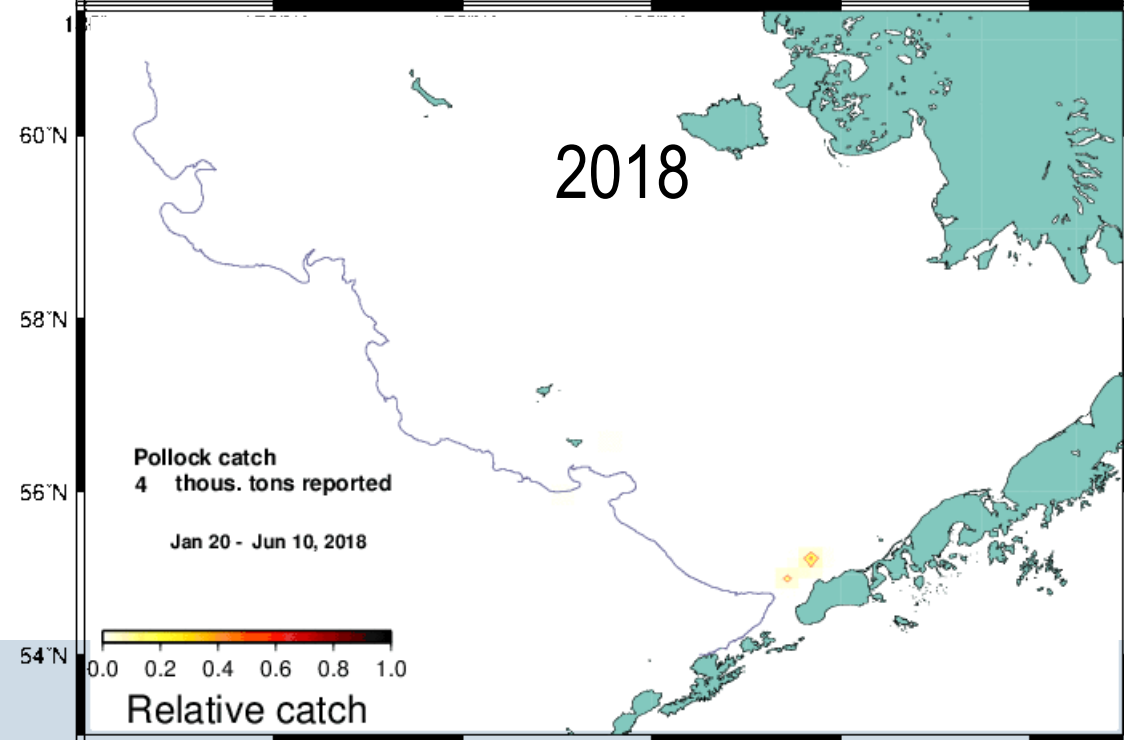 60°N
2018
58°N
Pollock catch
4 thous. tons reported
56°N
Jan 20 - Jun 10, 2018
54°N
0.0 0.2 0.4 0.6 0.8 1.0
Relative catch